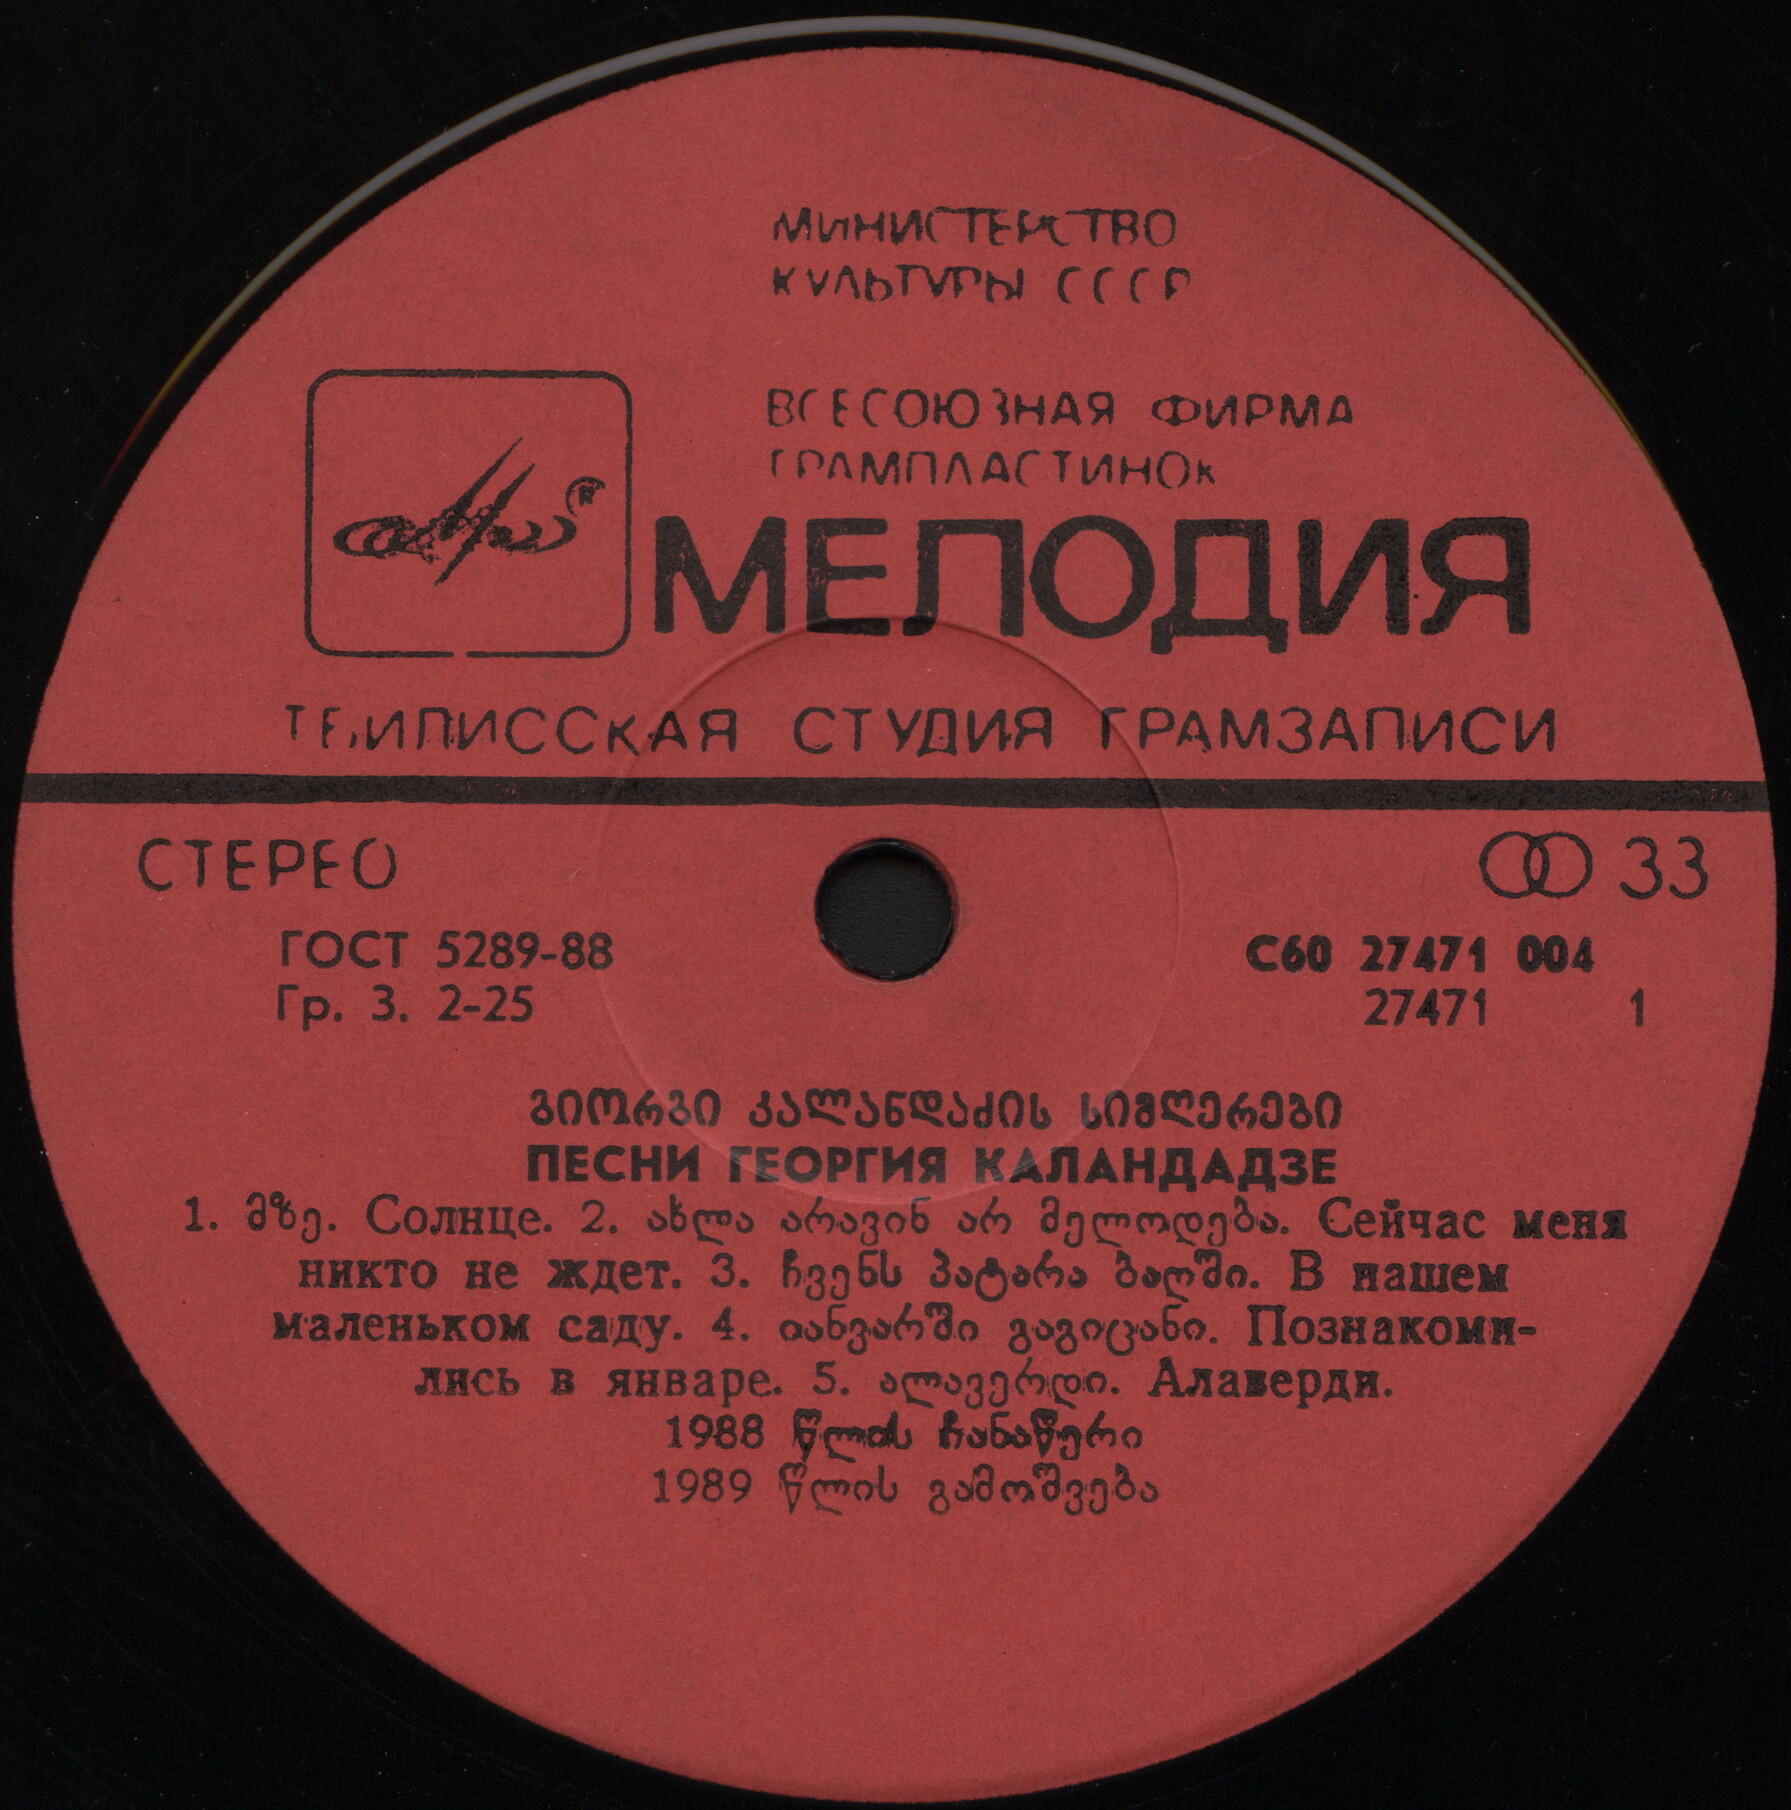 МИНИСТЕРСТВО
КУЛЬТУРЫ СССР
ВСЕСОЮЗНАЯ ФИРМА
ГРАМПЛАСТИНОК
МЕЛОДИЯ
ТБИЛИССКАЯ СТУДИЯ ГРАМЗАПИСИ
СТЕРЕО
33
ГОСТ 5289-88
С60 27471 004
Гр. 3. 2-25
27471 1
გიორგი კალანდაძის სიმღერები
ПЕСНИ ГЕОРГИЯ КАЛАНДАДЗЕ
1. მზე. Солнце. 2. ახლა არავინ არ მელოდება. Сейчас меня
никто не ждет. 3. ჩვენს პატარა ბაღში. В нашем
маленьком саду. 4. იანვარში გაგიცანი. Познакоми-
лись в январе. 5. ალავერდი. Алаверди.
1988 წლის ჩანაწერი
1989 წლის გამოშვება